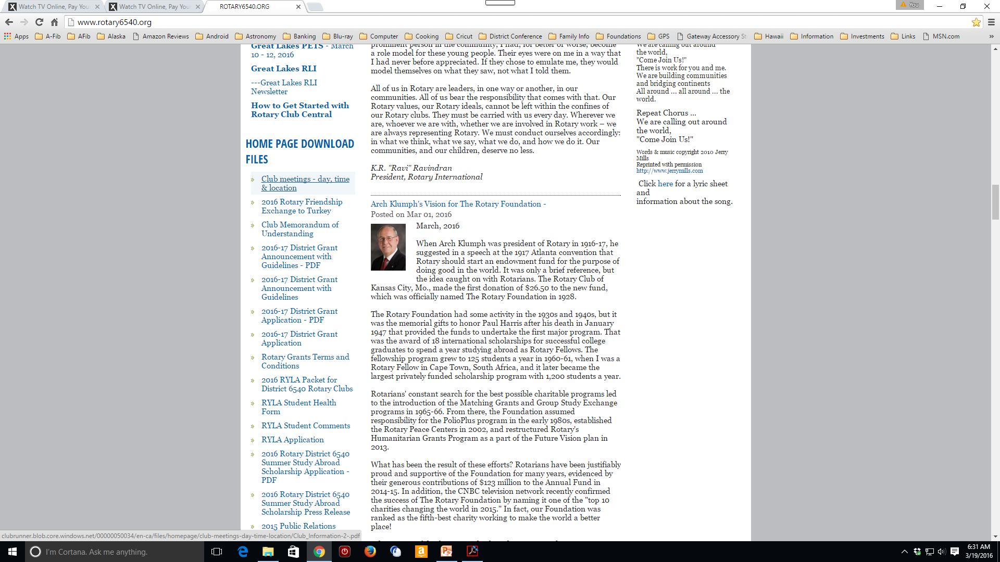 Watch TV Online, Pay You
Watch TV Online, Pay You
ROTARY6540.ORG
You
www.rotary6540.org
Apps
A-Fib
AFib
Alaska
Amazon Reviews
Android
Astronomy
Banking
Blu-ray
Computer
Cooking
Cricut
District Conference
Family Info
Foundations
GPS
Gateway Accessory St
Hawaii
Information
Investments
Links
MSN.com
Great Lakes PETS - March
10 - 12, 2016
Great Lakes RLI
---Great Lakes RLI
Newsletter
How to Get Started with
Rotary Club Central
HOME PAGE DOWNLOAD
FILES
Club meetings - day, time
& location
2016 Rotary Friendship
Exchange to Turkey
Club Memorandum of
Understanding
2016-17 District Grant
Announcement with
Guidelines - PDF
2016-17 District Grant
Announcement with
Guidelines
2016-17 District Grant
Application - PDF
2016-17 District Grant
Application
Rotary Grants Terms and
Conditions
2016 RYLA Packet for
District 6540 Rotary Clubs
RYLA Student Health
Form
RYLA Student Comments
RYLA Application
2016 Rotary District 6540
Summer Study Abroad
Scholarship Application -
PDF
2016 Rotary District 6540
Summer Study Abroad
Scholarship Press Release
2015 Public Relations
prominent person in the community, I had, for better or worse, become
a role model for these young people. Their eyes were on me in a way that
I had never before appreciated. If they chose to emulate me, they would
model themselves on what they saw, not what I told them.
All of us in Rotary are leaders, in one way or another, in our
communities. All of us bear the responsibility that comes with that. Our
Rotary values, our Rotary ideals, cannot be left within the confines of
our Rotary clubs. They must be carried with us every day. Wherever we
are, whoever we are with, whether we are involved in Rotary work – we
are always representing Rotary. We must conduct ourselves accordingly:
in what we think, what we say, what we do, and how we do it. Our
communities, and our children, deserve no less.
K.R. "Ravi" Ravindran
President, Rotary International
Arch Klumph's Vision for The Rotary Foundation -
Posted on Mar 01, 2016
March, 2016
When Arch Klumph was president of Rotary in 1916-17, he
suggested in a speech at the 1917 Atlanta convention that
Rotary should start an endowment fund for the purpose of
doing good in the world. It was only a brief reference, but
the idea caught on with Rotarians. The Rotary Club of
Kansas City, Mo., made the first donation of $26.50 to the new fund,
which was officially named The Rotary Foundation in 1928.
The Rotary Foundation had some activity in the 1930s and 1940s, but it
was the memorial gifts to honor Paul Harris after his death in January
1947 that provided the funds to undertake the first major program. That
was the award of 18 international scholarships for successful college
graduates to spend a year studying abroad as Rotary Fellows. The
fellowship program grew to 125 students a year in 1960-61, when I was a
Rotary Fellow in Cape Town, South Africa, and it later became the
largest privately funded scholarship program with 1,200 students a year.
Rotarians' constant search for the best possible charitable programs led
to the introduction of the Matching Grants and Group Study Exchange
programs in 1965-66. From there, the Foundation assumed
responsibility for the PolioPlus program in the early 1980s, established
the Rotary Peace Centers in 2002, and restructured Rotary's
Humanitarian Grants Program as a part of the Future Vision plan in
2013.
What has been the result of these efforts? Rotarians have been justifiably
proud and supportive of the Foundation for many years, evidenced by
their generous contributions of $123 million to the Annual Fund in
2014-15. In addition, the CNBC television network recently confirmed
the success of The Rotary Foundation by naming it one of the "top 10
charities changing the world in 2015." In fact, our Foundation was
ranked as the fifth-best charity working to make the world a better
place!
We are calling out around
the world,
"Come Join Us!"
There is work for you and me.
We are building communities
and bridging continents
All around ... all around ... the
world.
Repeat Chorus ...
We are calling out around
the world,
"Come Join Us!"
Words & music copyright 2010 Jerry
Mills
Reprinted with permission
http://www.jerrymills.com
Click here for a lyric sheet
and
information about the song.
clubrunner.blob.core.windows.net/00000050034/en-ca/files/homepage/club-meetings-day-time-location/Club_Information-2-.pdf
I'm Cortana. Ask me anything.
6:31 AM
3/19/2016